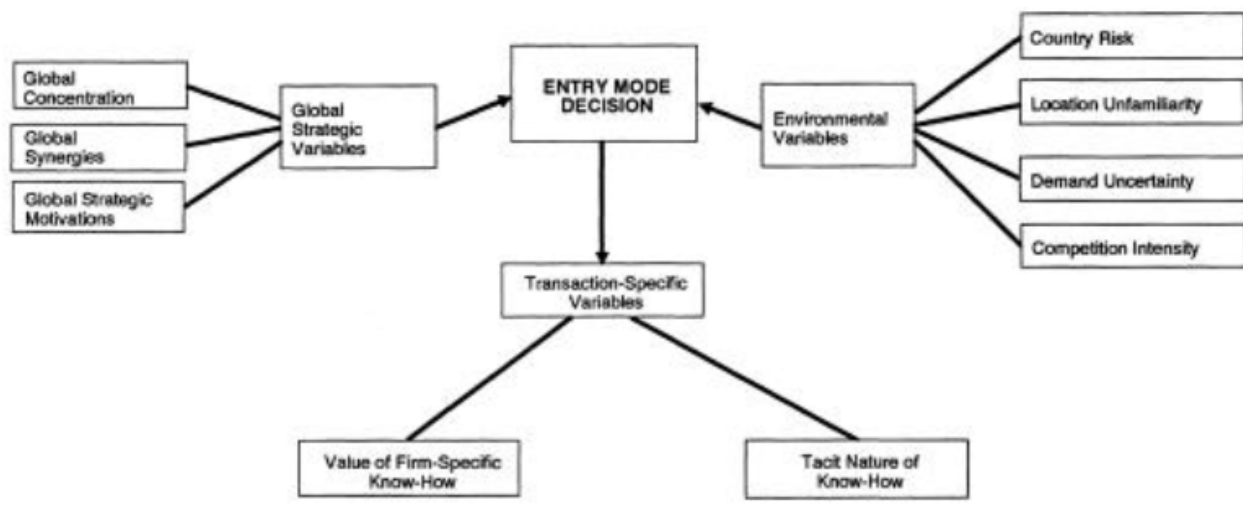 Global
Concentration
Global
Synergies
Global Strategic
Motivations
Global
Strategic
Variables
ENTRY MODE
DECISION
Environmental
Variables
Country Risk
Location Unfamiliarity
Demand Uncertainty
Competition Intensity
Transaction-Specific
Variables
Value of Firm-Specific
Know-How
Tacit Nature of
Know-How